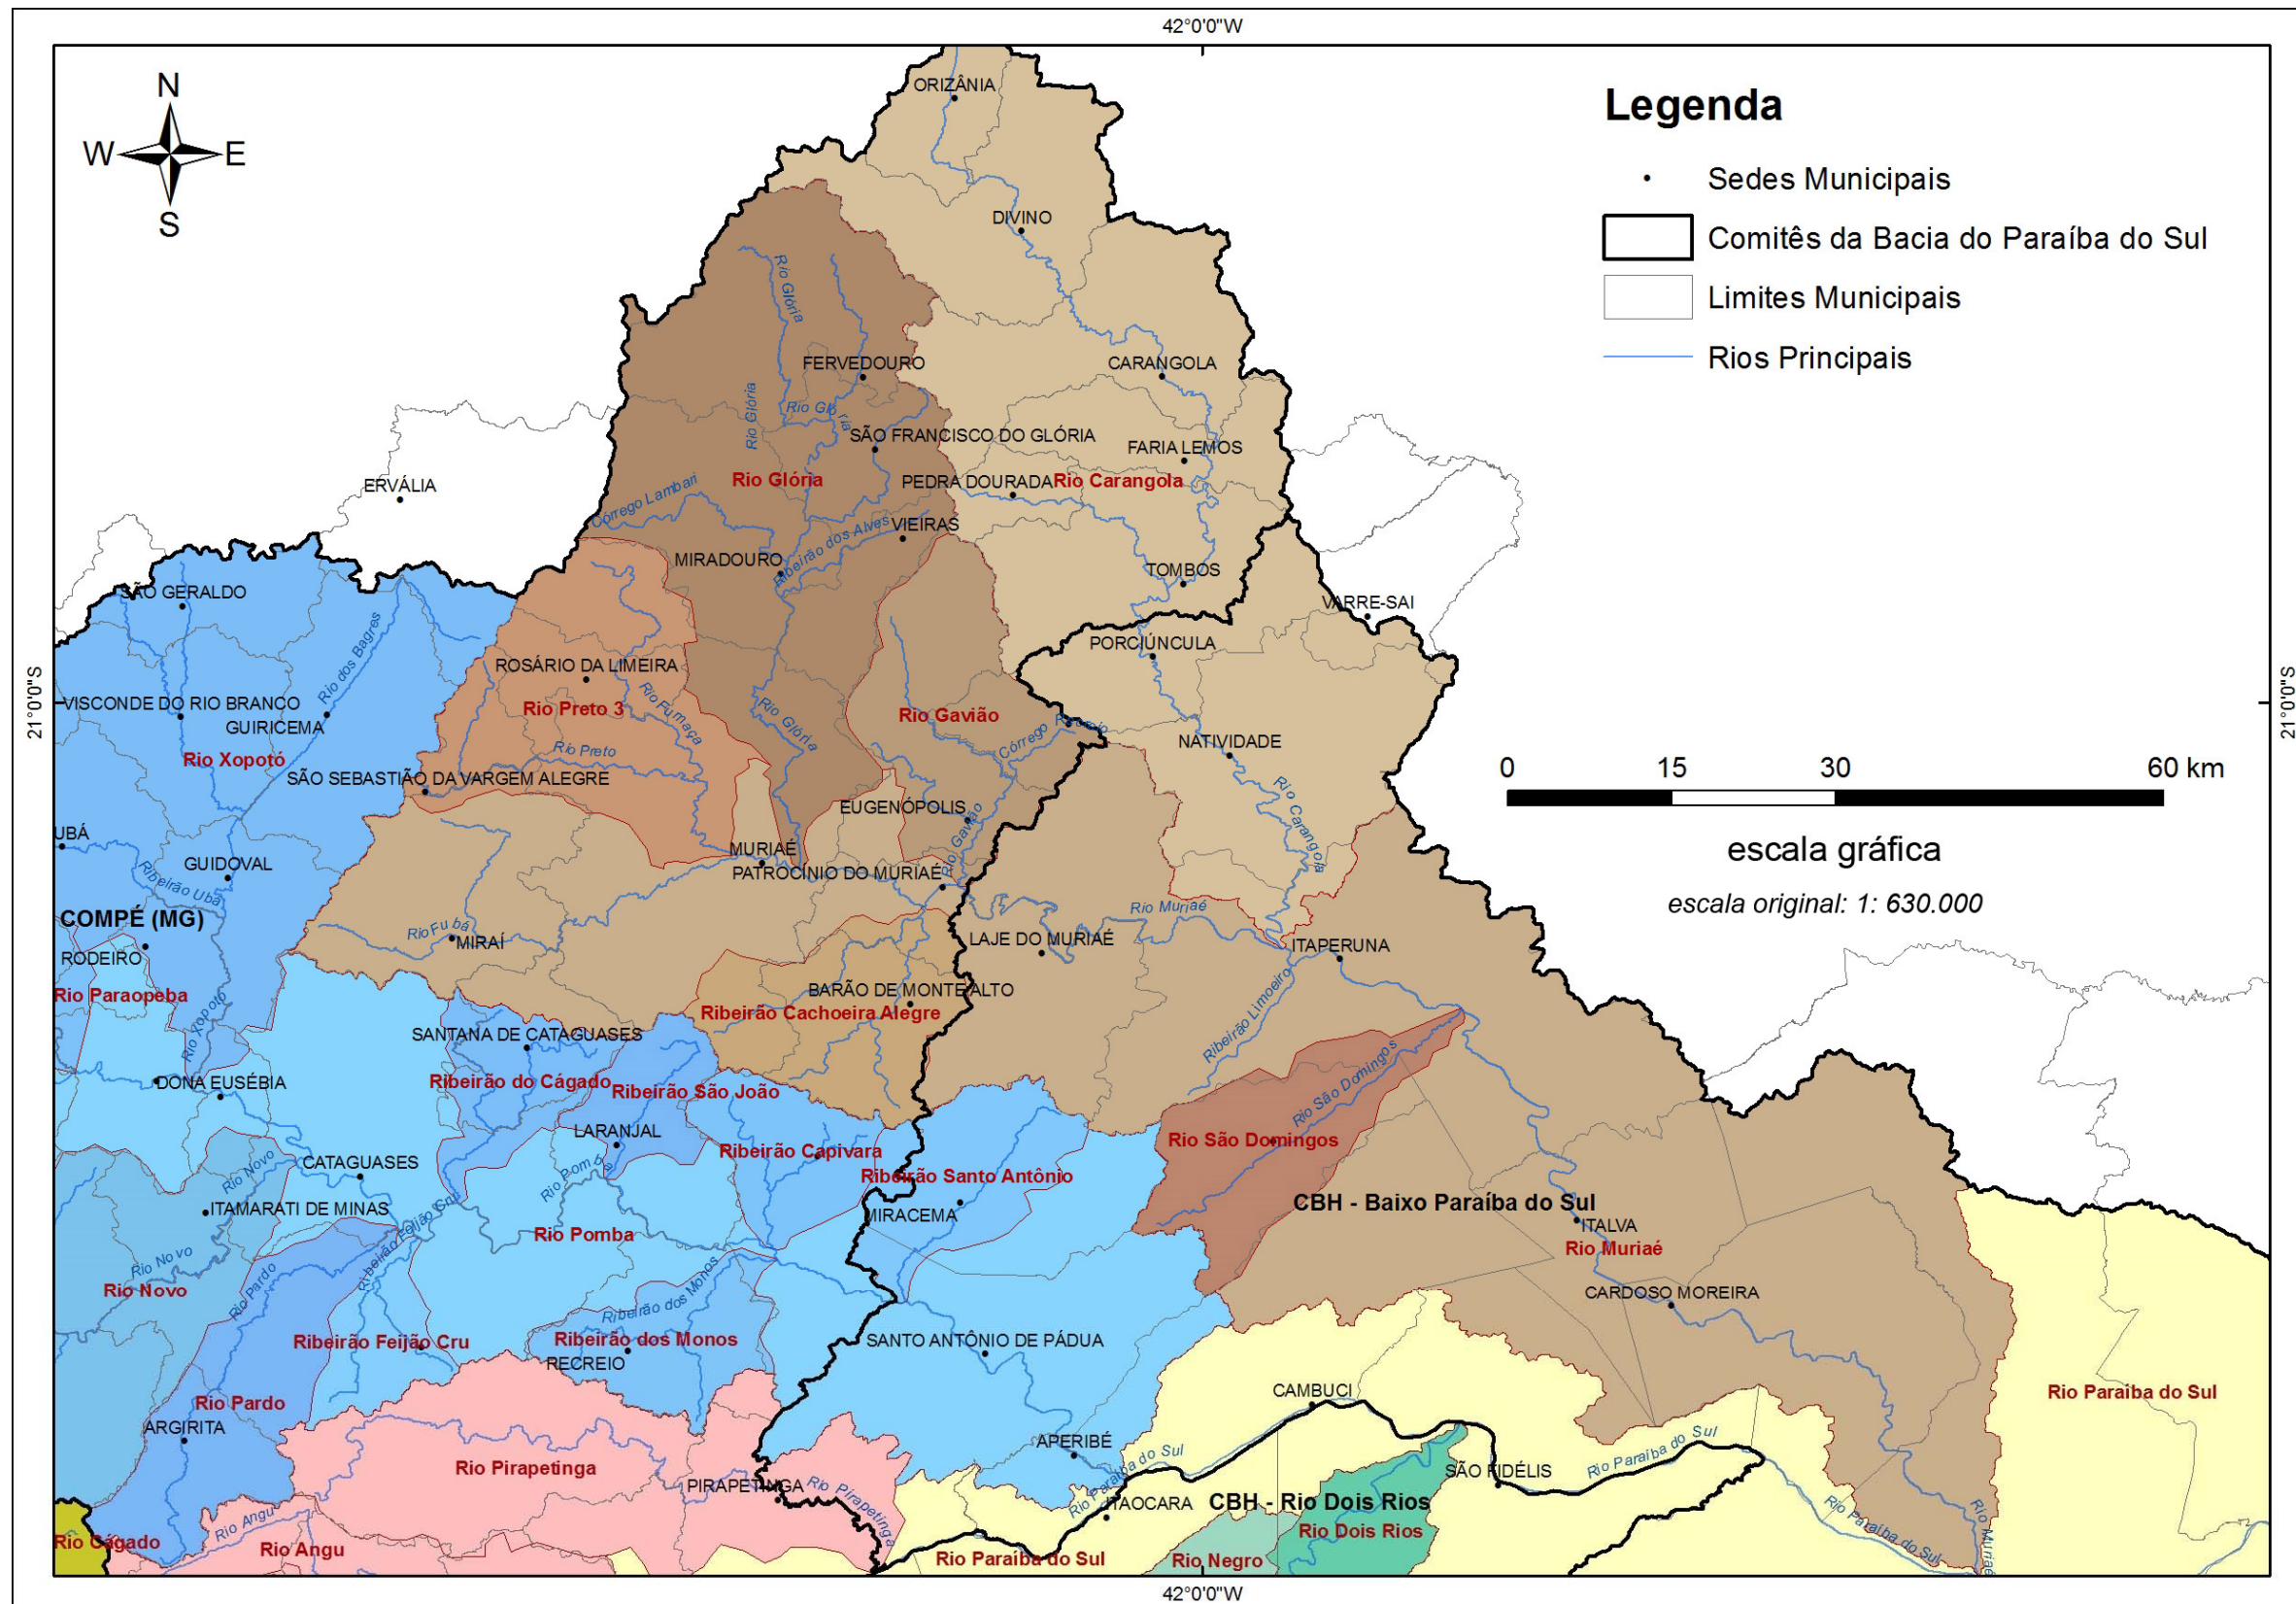 42°0'0"W
N
W E
S
Legenda
Sedes Municipais
Comitês da Bacia do Paraíba do Sul
Limites Municipais
Rios Principais
ORIZÂNIA
DIVINO
Rio Glória
FERVEDOURO
CARANGOLA
Rio Glória
Rio Glória
SÃO FRANCISCO DO GLÓRIA
FARIA LEMOS
ERVÁLIA
Rio Glória
PEDRA DOURADA
Rio Carangola
Córrego Lambari
VIEIRAS
Ribeirão dos Alves
MIRADOURO
TOMBOS
SÃO GERALDO
VARRE-SAI
Rio dos Bagres
PORCIÚNCULA
ROSÁRIO DA LIMEIRA
21°0'0"S
VISCONDE DO RIO BRANCO
GUIRICEMA
Rio Preto 3
Rio Fumaça
Rio Glória
Rio Gavião
Córrego
21°0'0"S
Rio Xopotó
Rio Preto
NATIVIDADE
SÃO SEBASTIÃO DA VARGEM ALEGRE
0 15 30 60 km
escala gráfica
escala original: 1: 630.000
EUGENÓPOLIS
Rio Gavião
Rio Carangola
UBÁ
GUIDOVAL
MURIAÉ
PATROCÍNIO DO MURIAÉ
Ribeirão Ubá
COMPÉ (MG)
Rio Muriaé
RODEIRO
Rio Fubá
MIRAÍ
LAJE DO MURIAÉ
ITAPERUNA
Rio Paraopeba
BARÃO DE MONTE ALTO
Ribeirão Cachoeira Alegre
Ribeirão Limoeiro
Rio Xopotó
SANTANA DE CATAGUASES
DONA EUSÉBIA
Ribeirão do Cágado
Ribeirão São João
Rio São Domingos
LARANJAL
Rio São Domingos
Ribeirão Capivara
CATAGUASES
Rio Novo
Rio Pomba
Ribeirão Santo Antônio
ITAMARATI DE MINAS
MIRACEMA
CBH - Baixo Paraíba do Sul
ITALVA
Rio Muriaé
Ribeirão Feijão Cru
Rio Pomba
Rio Novo
Rio Novo
Rio Pardo
Ribeirão dos Monos
CARDOSO MOREIRA
Ribeirão Feijão Cru
Ribeirão dos Monos
RECREIO
SANTO ANTÔNIO DE PÁDUA
CAMBUCI
Rio Paraiba do Sul
Rio Pardo
ARGIRITA
APERIBÉ
Rio Paraíba do Sul
Rio Paraíba do Sul
Rio Pirapetinga
SÃO FIDÉLIS
PIRAPETINGA
Rio Pirapetinga
ITAOCARA
CBH - Rio Dois Rios
Rio Dois Rios
Rio Paraíba do Sul
Rio Muriaé
Rio Angu
Rio Cágado
Rio Angu
Rio Paraiba do Sul
Rio Negro
42°0'0"W